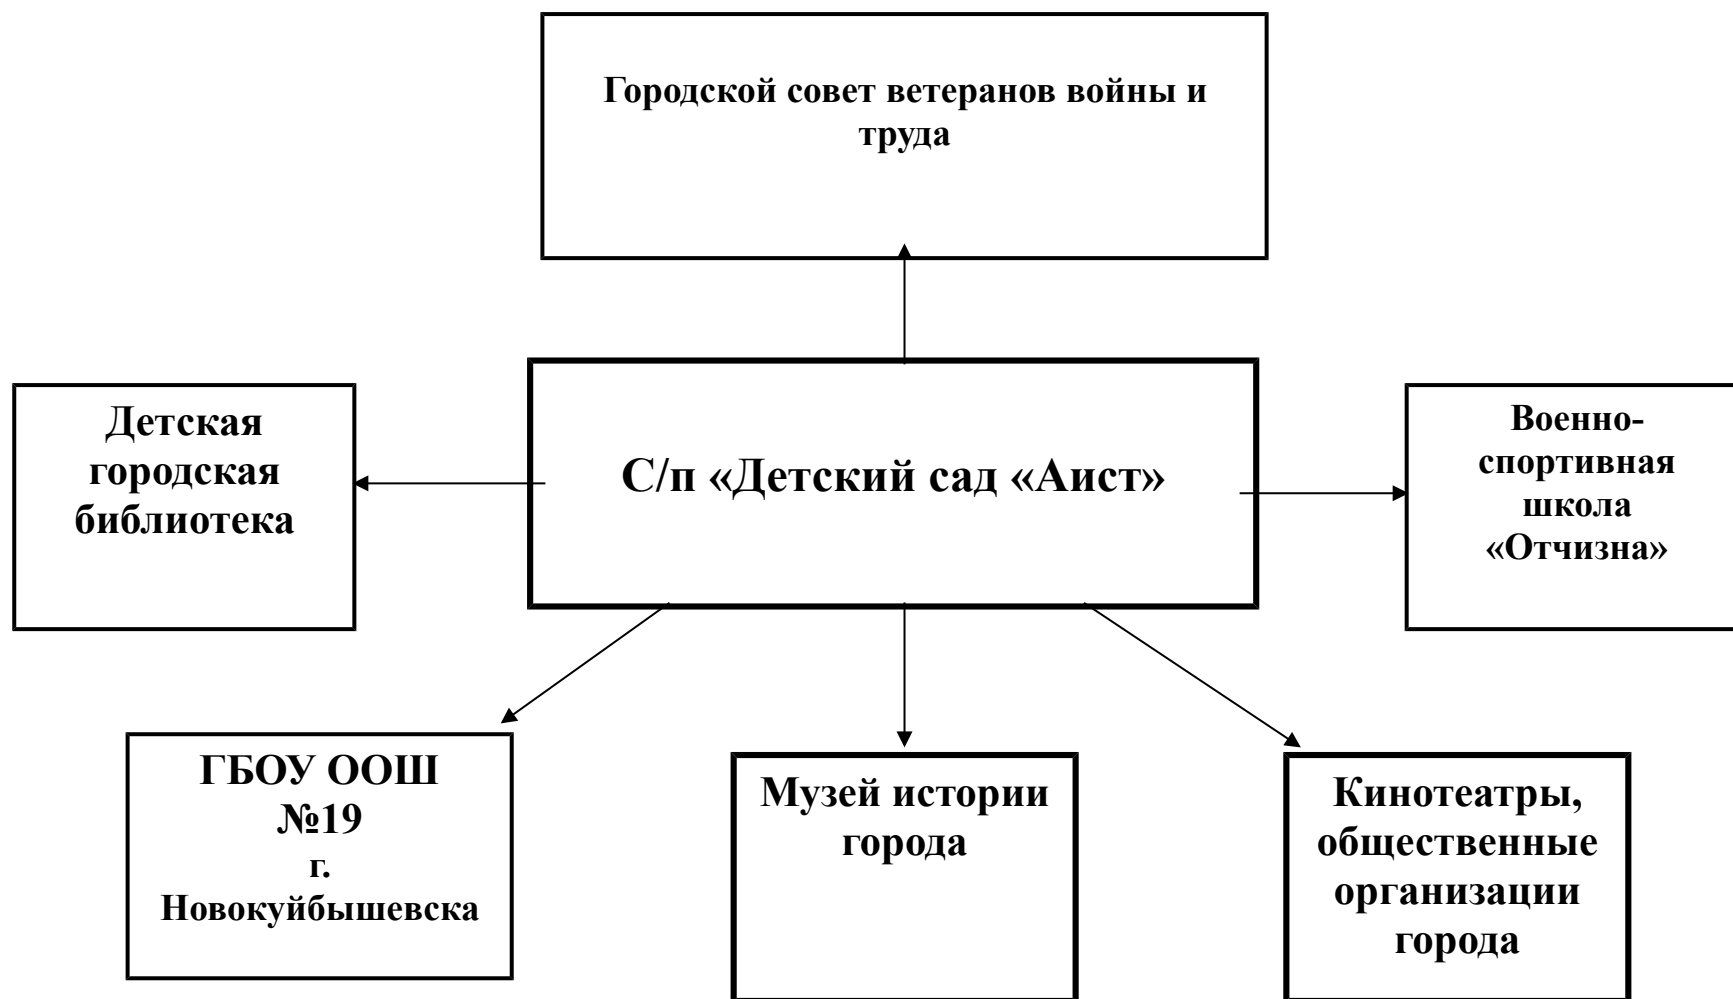 Городской совет ветеранов войны и
труда
Детская
городская
библиотека
С/п «Детский сад «Аист»
Военно-
спортивная
школа
«Отчизна»
ГБОУ ООШ
№19
г.
Новокуйбышевска
Музей истории
города
Кинотеатры,
общественные
организации
города